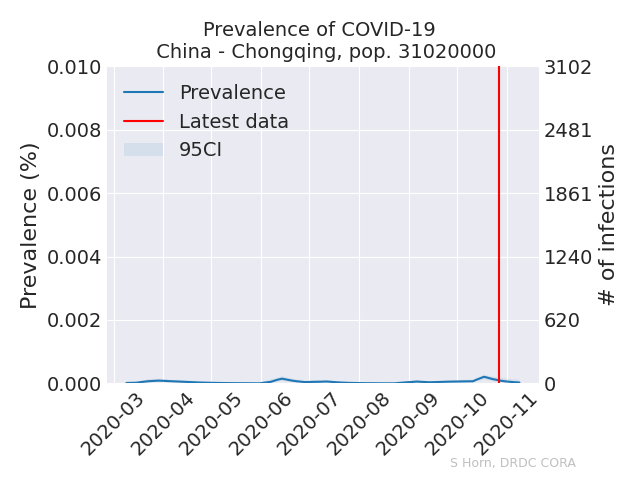 Prevalence of COVID-19
China - Chongqing, pop. 31020000
Prevalence
Latest data
95CI
Prevalence (%)
0.010
0.008
0.006
0.004
0.002
0.000
3102
2481
1861
1240
620
0
# of infections
2020-03
2020-04
2020-05
2020-06
2020-07
2020-08
2020-09
2020-10
2020-11
S Horn, DRDC CORA